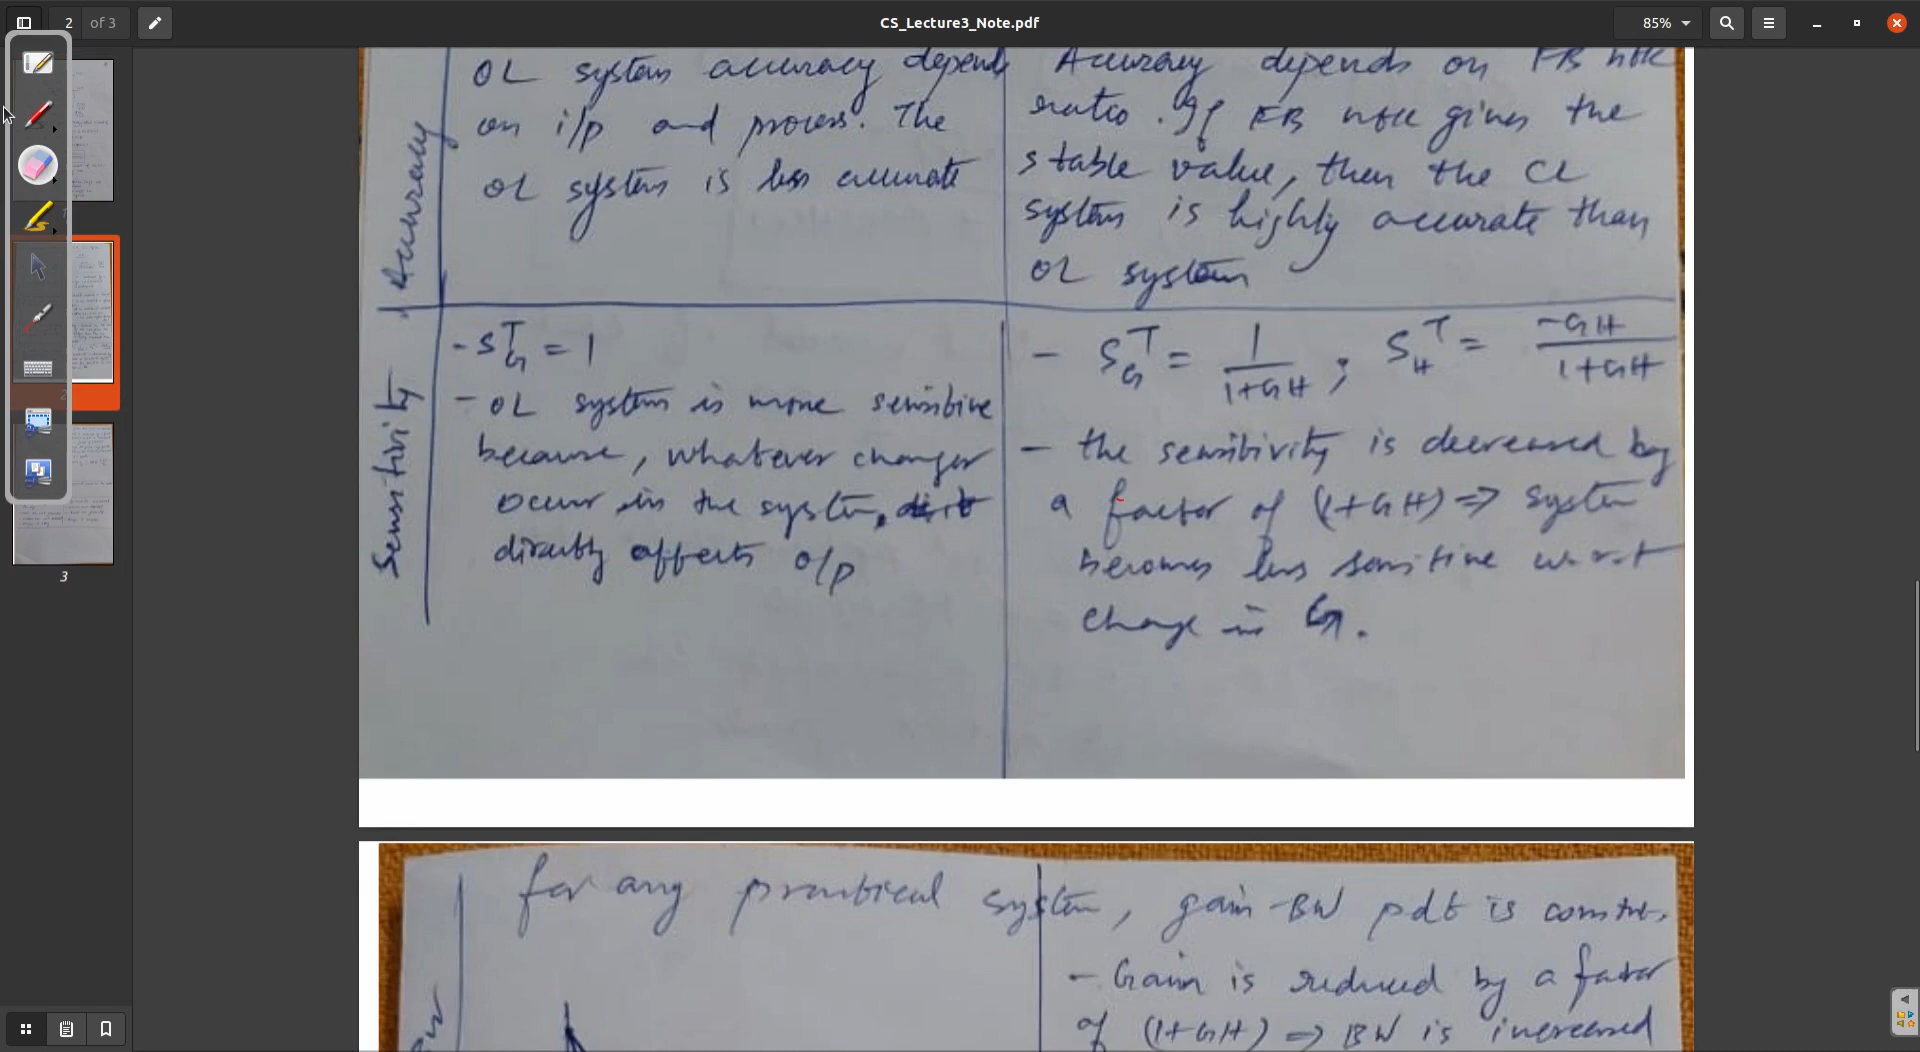 2 of 3
CS_Lecture3_Note.pdf
85%
3
Accuracy
OL system accuracy depends
on i/p and process. The
OL system is less accurate
Accuracy depends on FB n/k
ratio. If FB n/k gives the
stable value, then the CL
system is highly accurate than
OL system
Sensitivity
- S^T_G = 1
- OL system is more sensitive
because, whatever changes
occur in the system,
directly affects o/p
- S^T_G = 1/(1+GH) ; S^T_H = -GH/(1+GH)
- the sensitivity is decreased by
a factor of (1+GH) ⇒ system
becomes less sensitive w.r.t
change in G.
for any practical system, gain-BW pdt is const.
- Gain is reduced by a factor
of (1+GH) ⇒ BW is increased